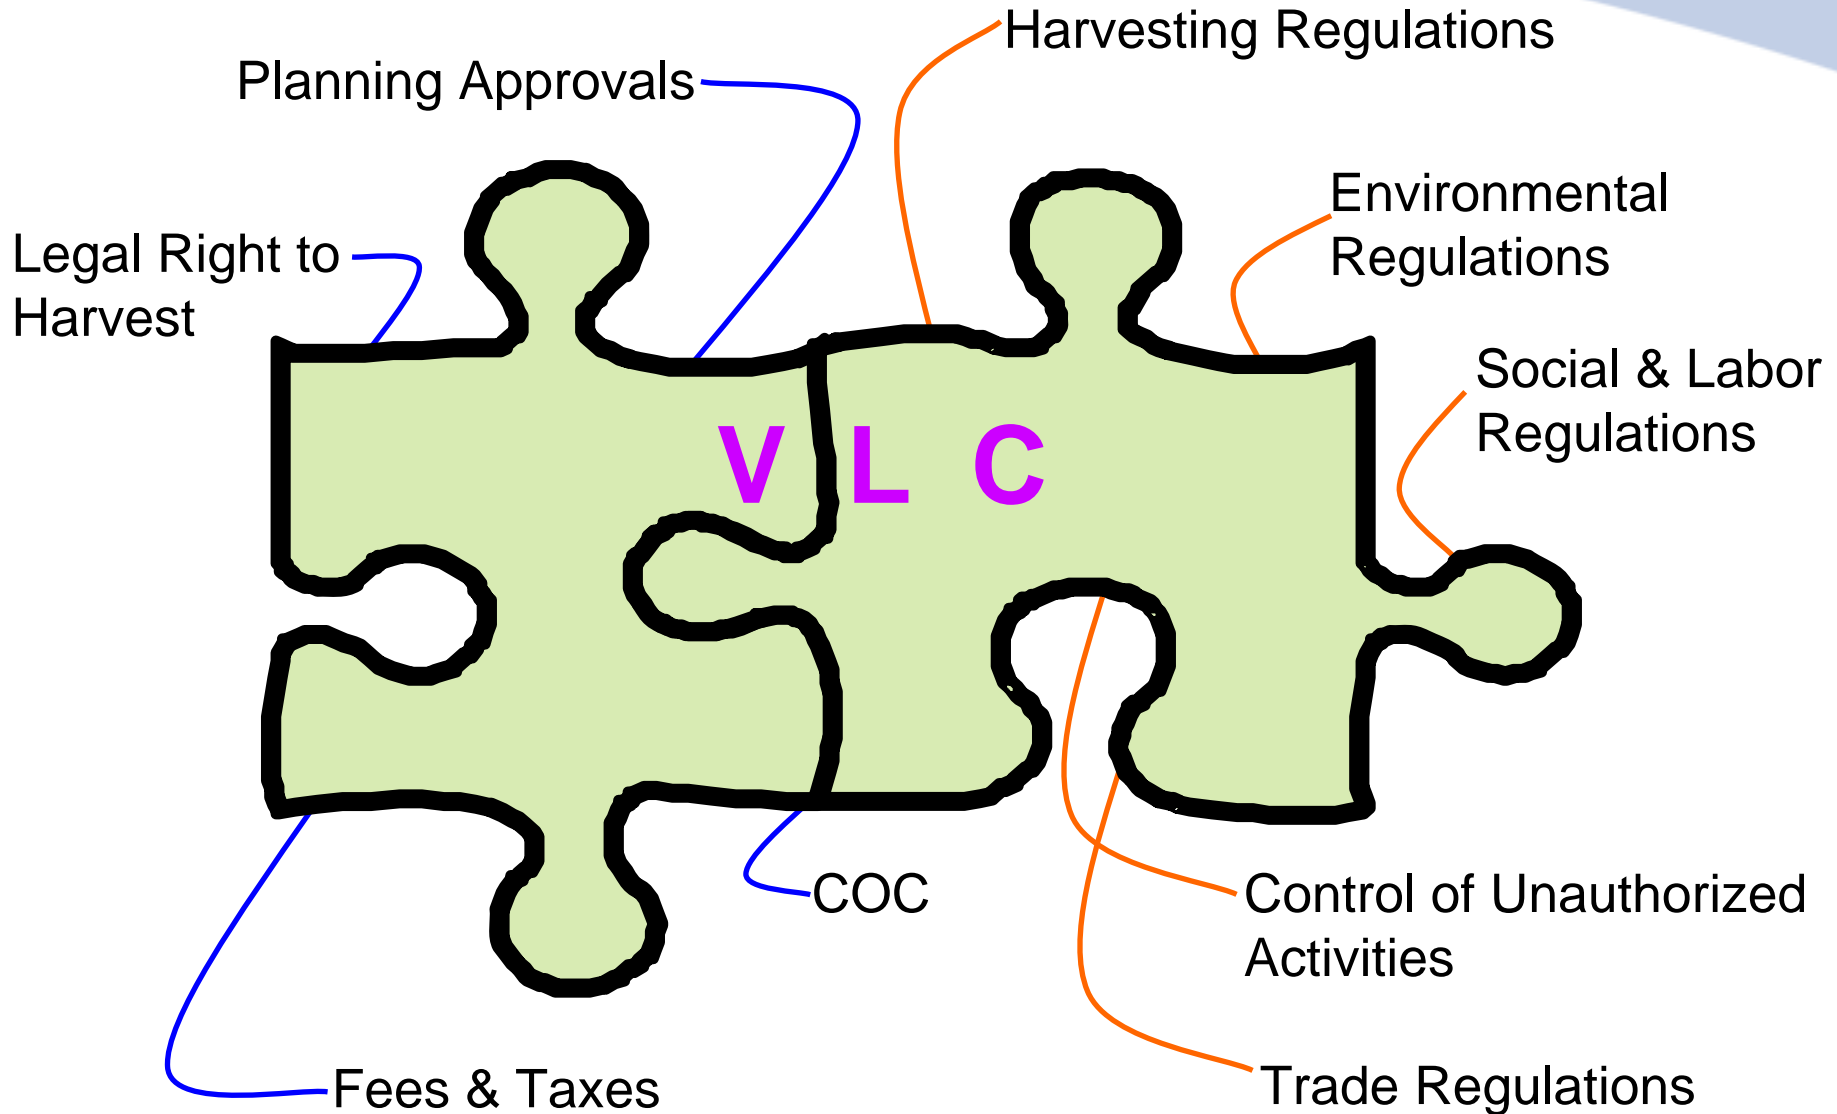 Harvesting Regulations
Planning Approvals
Environmental
Regulations
Legal Right to
Harvest
Social & Labor
Regulations
V L C
COC
Control of Unauthorized
Activities
Fees & Taxes
Trade Regulations